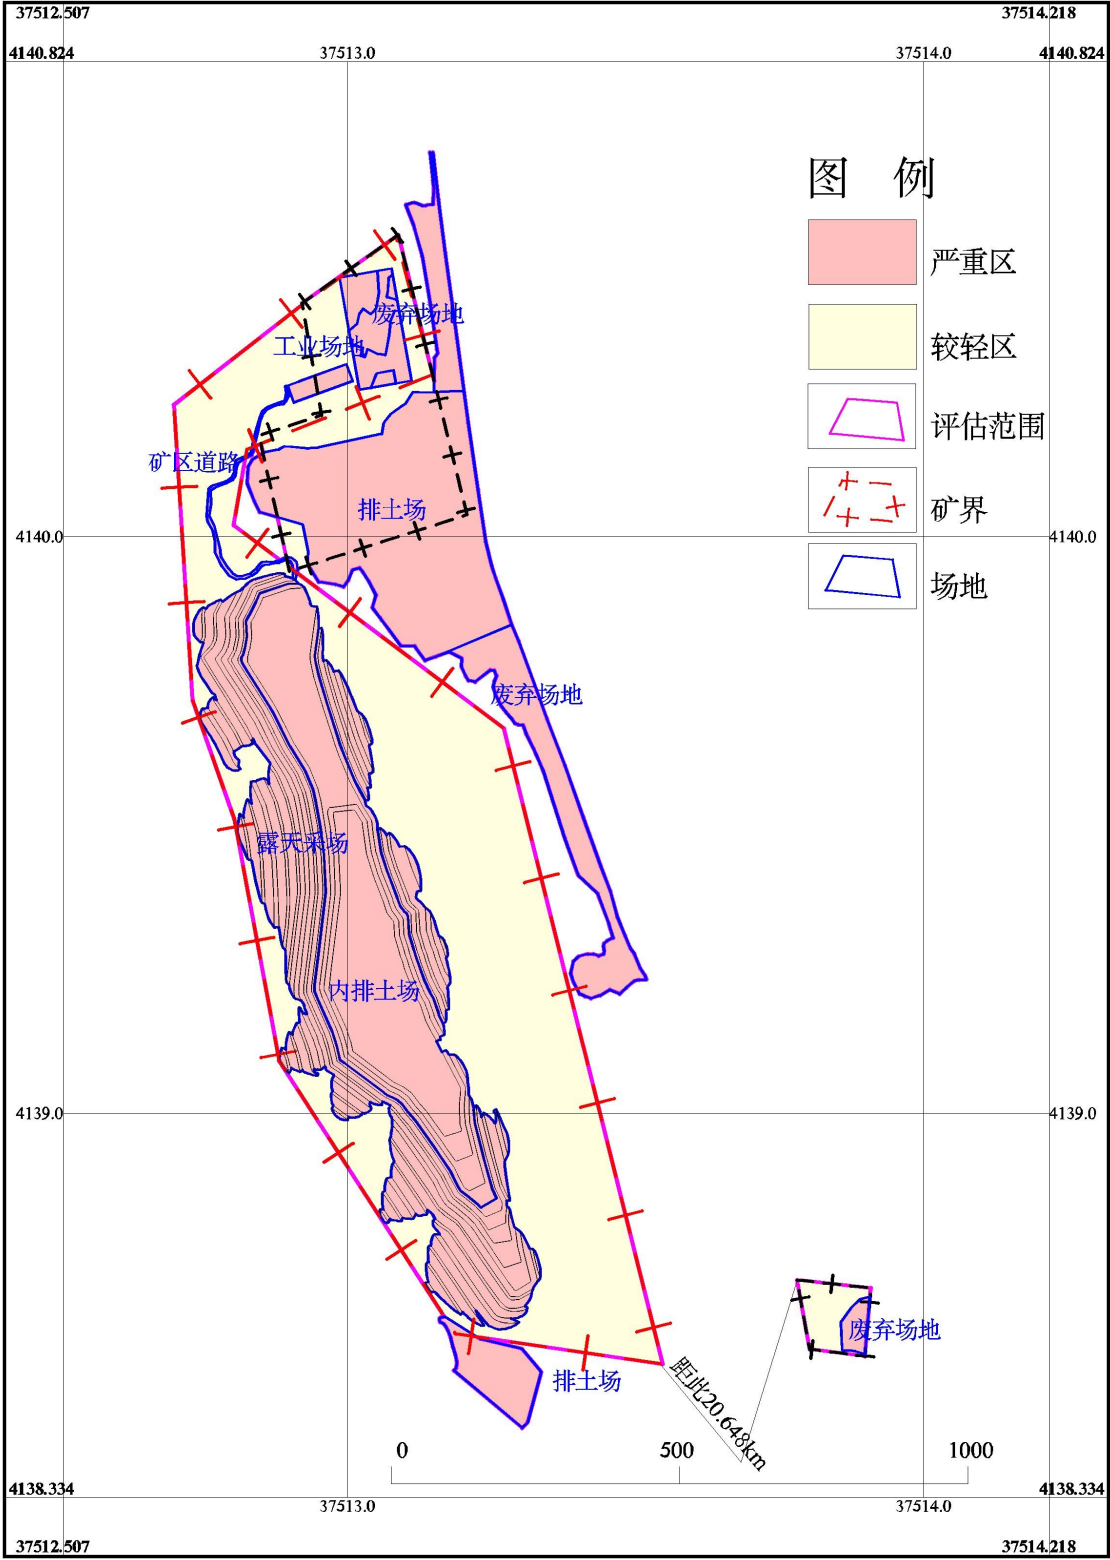 37512.507
37514.218
4140.824
37513.0
37514.0
4140.824
图 例
严重区
较轻区
评估范围
矿界
场地
废弃场地
工业场地
矿区道路
排土场
4140.0
4140.0
废弃场地
露天采场
内排土场
4139.0
4139.0
废弃场地
排土场
距此20.648km
0
500
1000
4138.334
37513.0
37514.0
4138.334
37512.507
37514.218